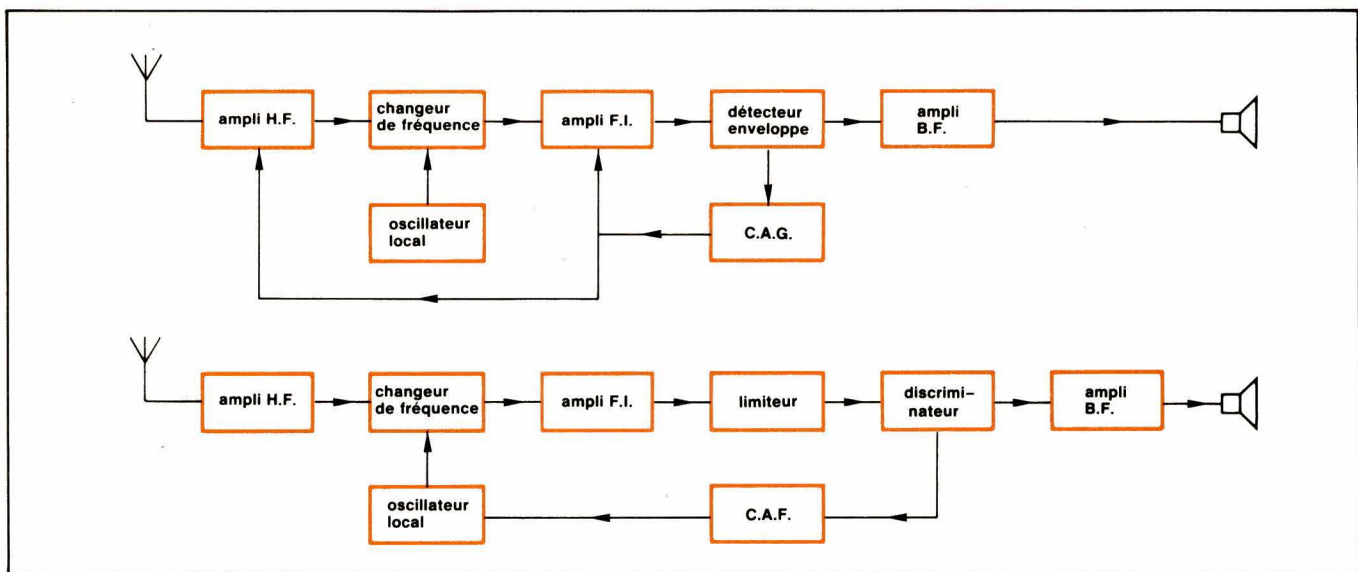 ampli H.F.
changeur
de fréquence
ampli F.I.
détecteur
enveloppe
ampli
B.F.
oscillateur
local
C.A.G.
ampli H.F.
changeur
de fréquence
ampli F.I.
limiteur
discrimi-
nateur
ampli
B.F.
oscillateur
local
C.A.F.